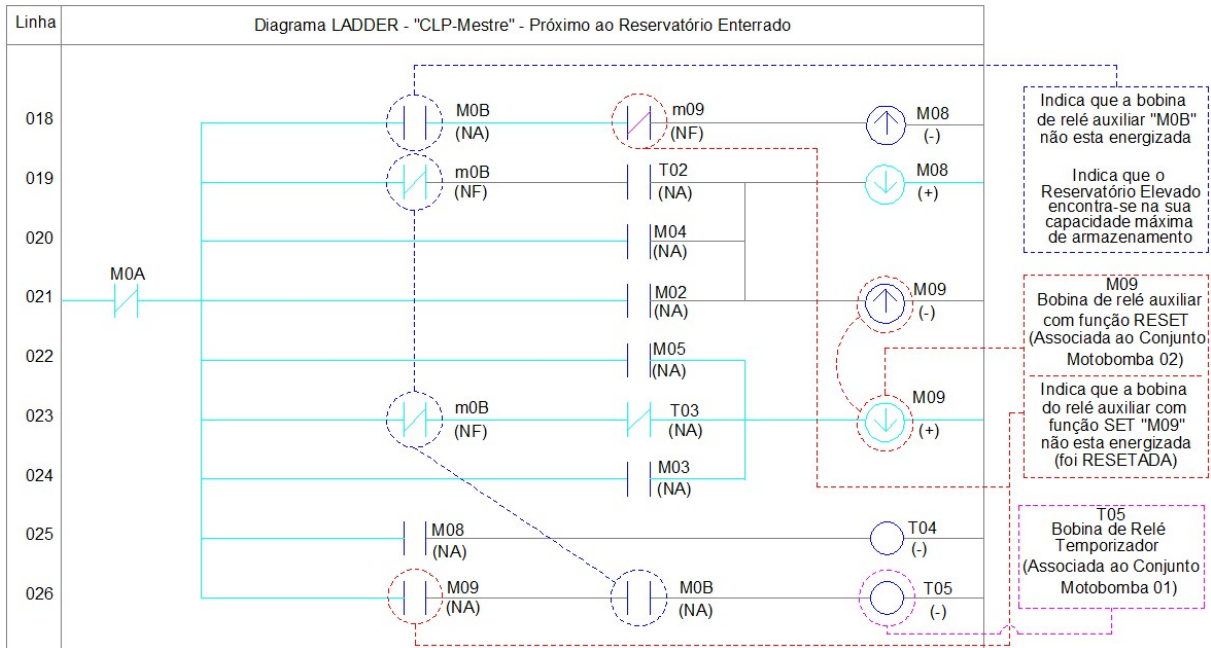 Linha
Diagrama LADDER - "CLP-Mestre" - Próximo ao Reservatório Enterrado
018
M0B
(NA)
m09
(NF)
M08
(-)
019
m0B
(NF)
T02
(NA)
M08
(+)
020
M04
(NA)
021
M0A
M02
(NA)
M09
(-)
022
M05
(NA)
023
m0B
(NF)
T03
(NA)
M09
(+)
024
M03
(NA)
025
M08
(NA)
T04
(-)
026
M09
(NA)
M0B
(NA)
T05
(-)
Indica que a bobina
de relé auxiliar "M0B"
não esta energizada
Indica que o
Reservatório Elevado
encontra-se na sua
capacidade máxima
de armazenamento
M09
Bobina de relé auxiliar
com função RESET
(Associada ao Conjunto
Motobomba 02)
Indica que a bobina
do relé auxiliar com
função SET "M09"
não esta energizada
(foi RESETADA)
T05
Bobina de Relé
Temporizador
(Associada ao Conjunto
Motobomba 01)